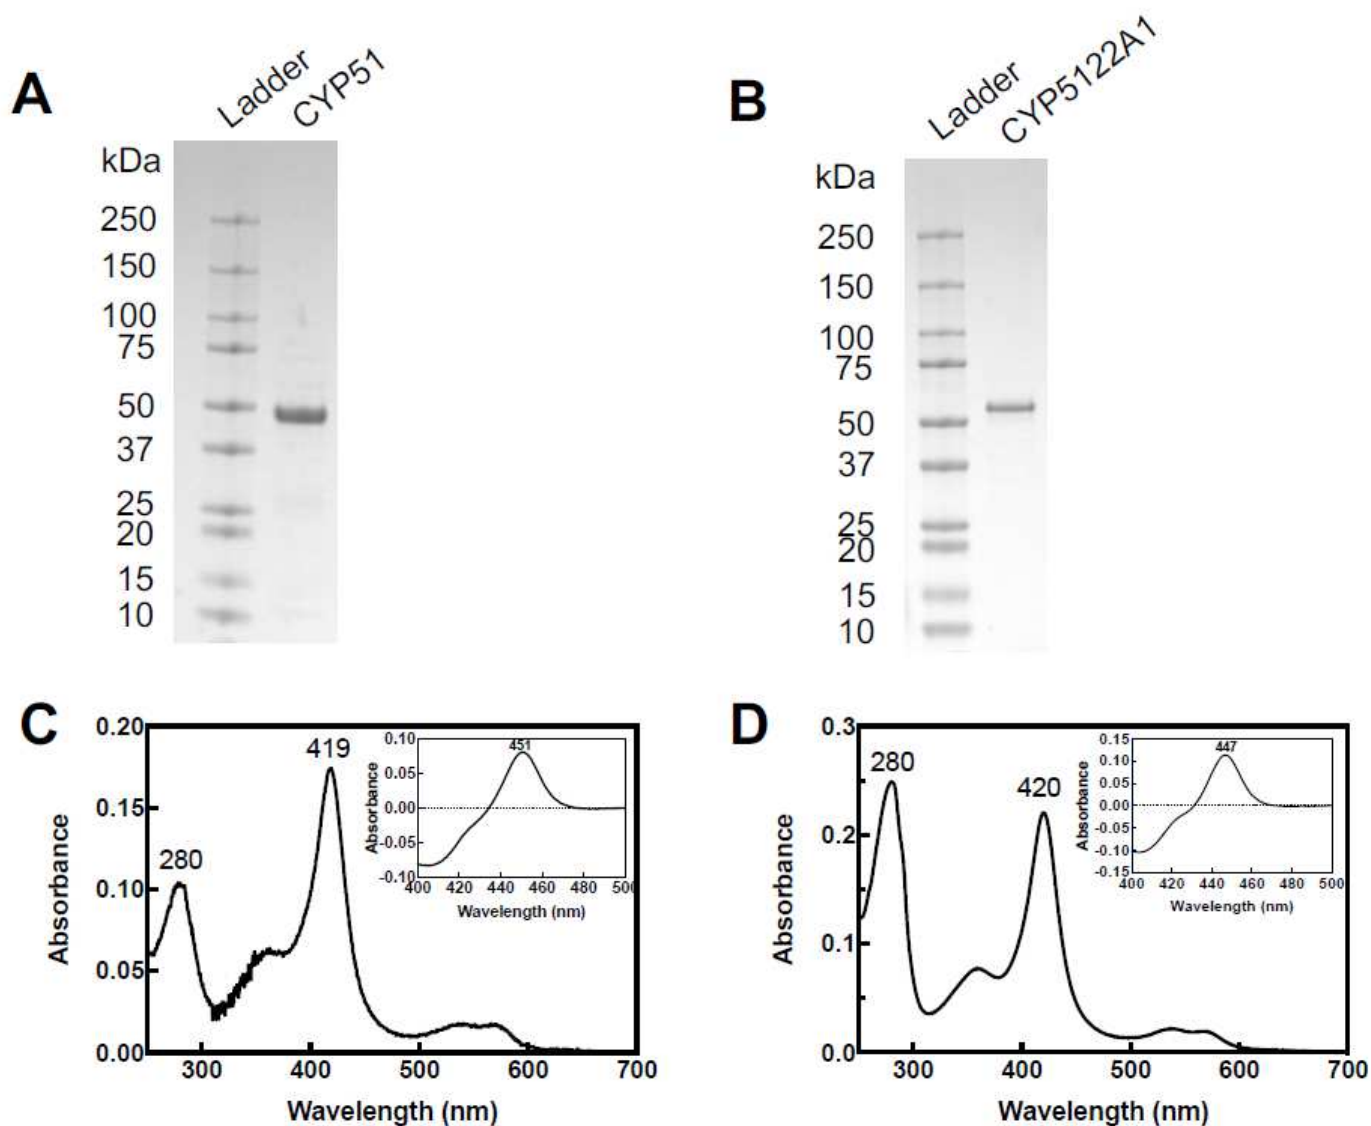 A
Ladder
CYP51
kDa
250
150
100
75
50
37
25
20
15
10
B
Ladder
CYP5122A1
kDa
250
150
100
75
50
37
25
20
15
10
C
0.20
0.15
0.10
0.05
0.00
Absorbance
280
419
300 400 500 600 700
Wavelength (nm)
0.10
0.05
0.00
-0.05
-0.10
Absorbance
451
400 420 440 460 480 500
Wavelength (nm)
D
0.3
0.2
0.1
0.0
Absorbance
280
420
300 400 500 600 700
Wavelength (nm)
0.15
0.10
0.05
0.00
-0.05
-0.10
-0.15
Absorbance
447
400 420 440 460 480 500
Wavelength (nm)